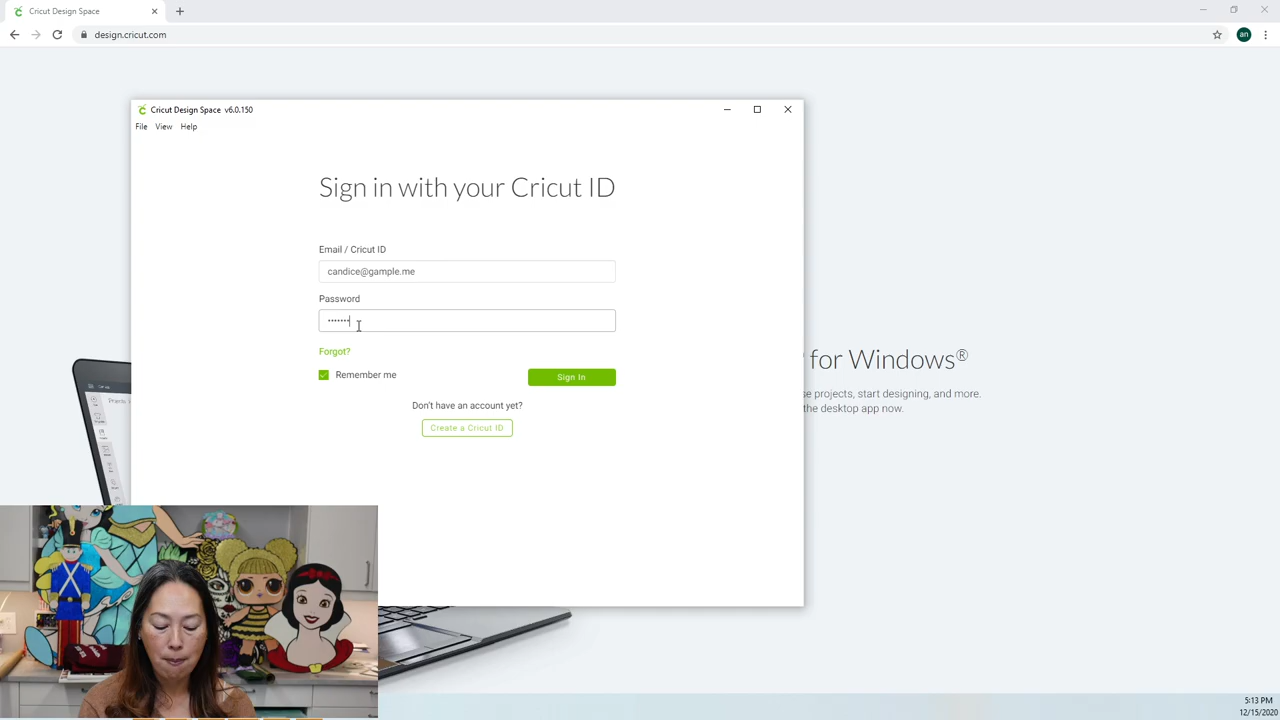 Cricut Design Space
design.cricut.com
an
Cricut Design Space v6.0.150
File View Help
Sign in with your Cricut ID
Email / Cricut ID
candice@gample.me
Password
•••••••
Forgot?
Remember me
Sign In
Don't have an account yet?
Create a Cricut ID
for Windows®
se projects, start designing, and more.
the desktop app now.
5:13 PM
12/15/2020